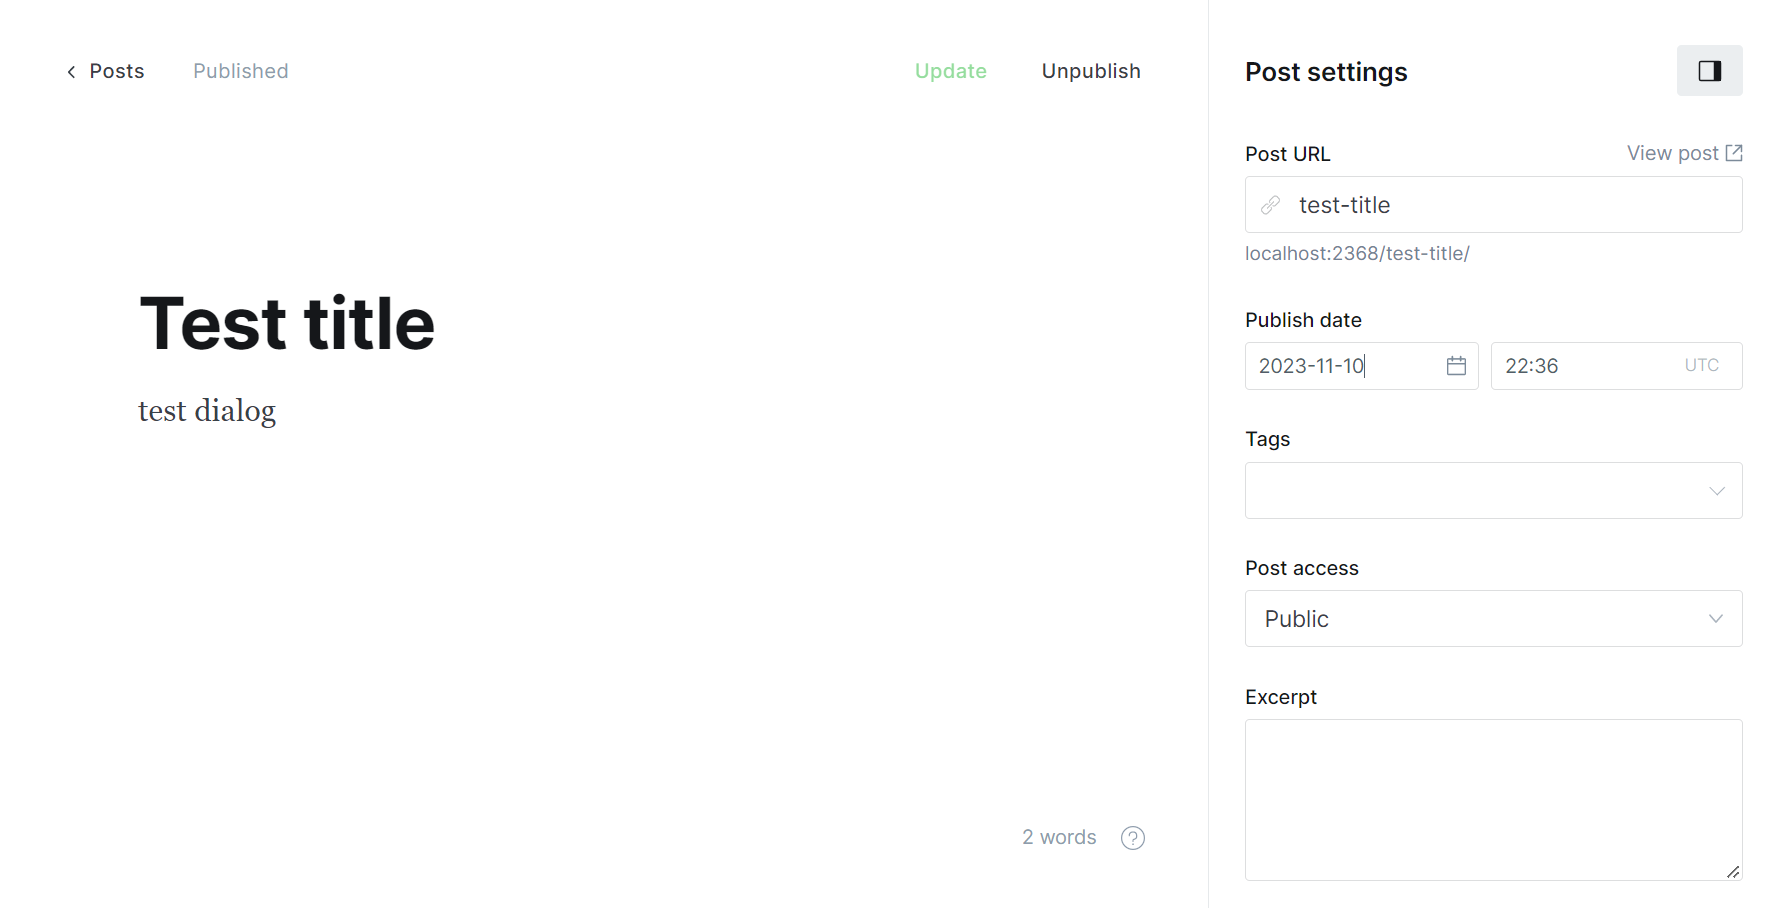 Posts Published Update Unpublish
Test title
test dialog
2 words
Post settings
Post URL View post
test-title
localhost:2368/test-title/
Publish date
2023-11-10 22:36 UTC
Tags
Post access
Public
Excerpt